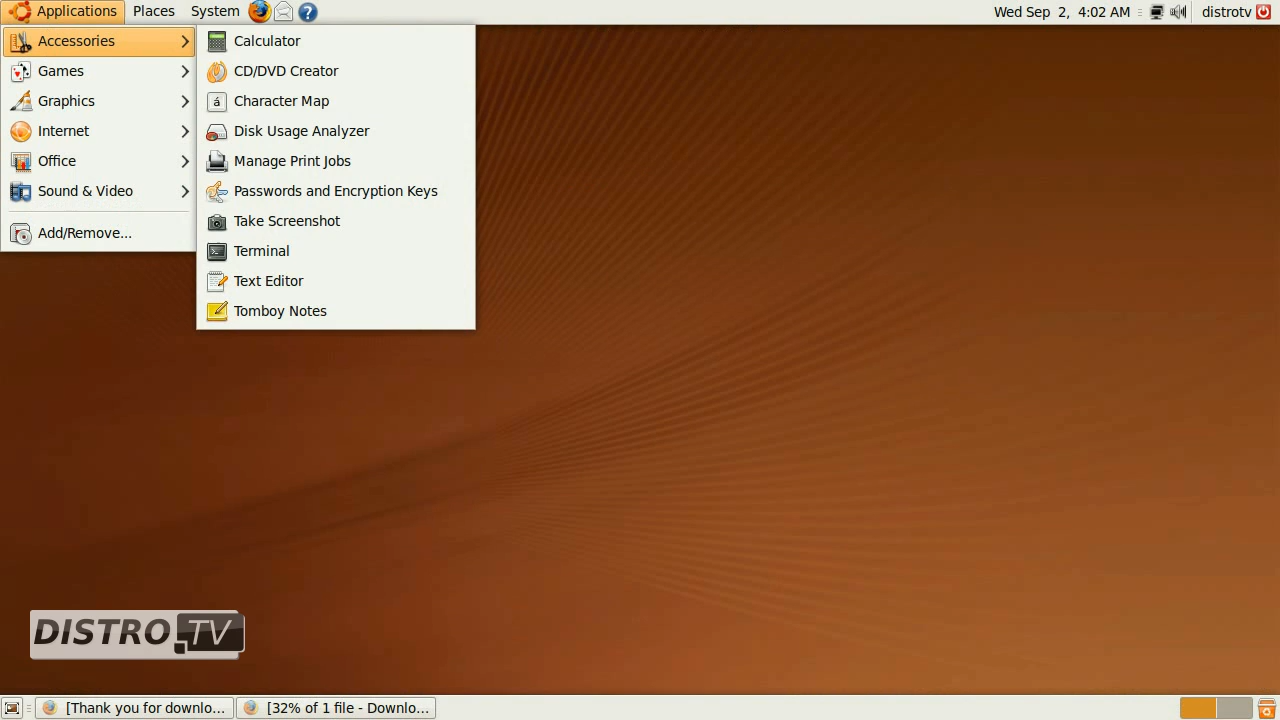 Applications Places System Wed Sep 2, 4:02 AM distrotv
Accessories
Games
Graphics
Internet
Office
Sound & Video
Add/Remove...
Calculator
CD/DVD Creator
á Character Map
Disk Usage Analyzer
Manage Print Jobs
Passwords and Encryption Keys
Take Screenshot
Terminal
Text Editor
Tomboy Notes
DISTRO.TV
[Thank you for downlo... [32% of 1 file - Downlo...